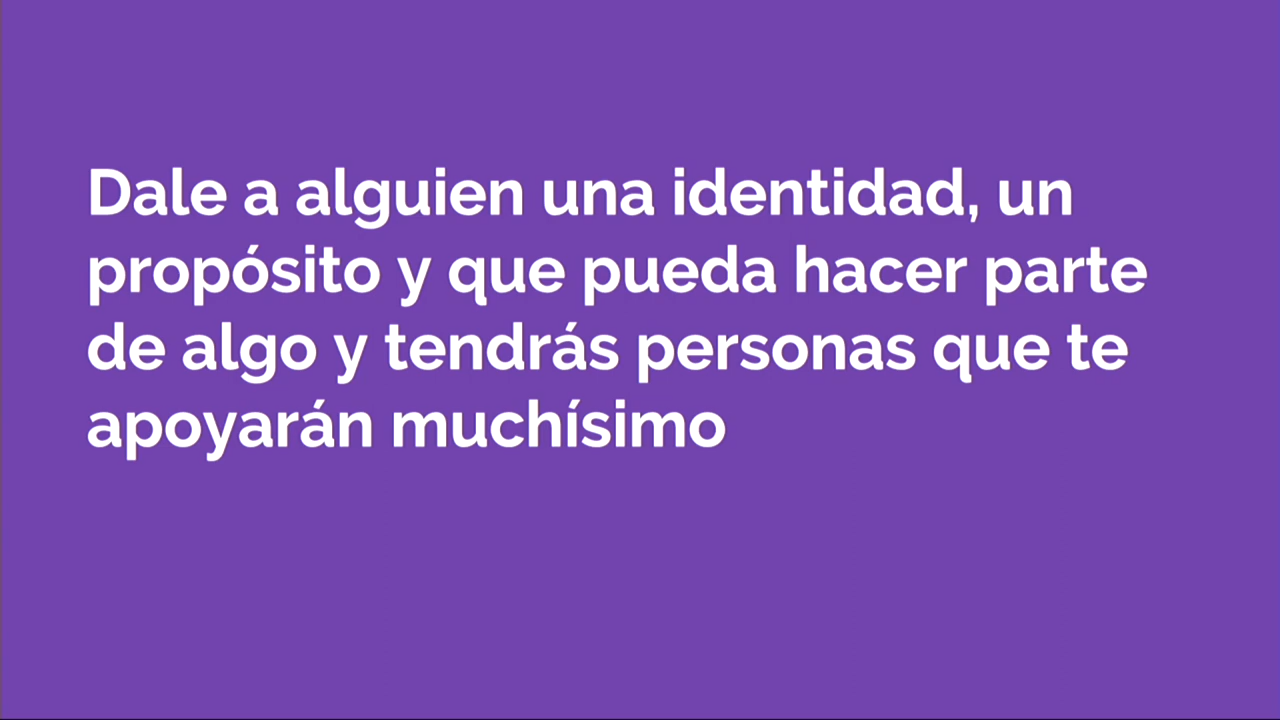 Dale a alguien una identidad, un
propósito y que pueda hacer parte
de algo y tendrás personas que te
apoyarán muchísimo